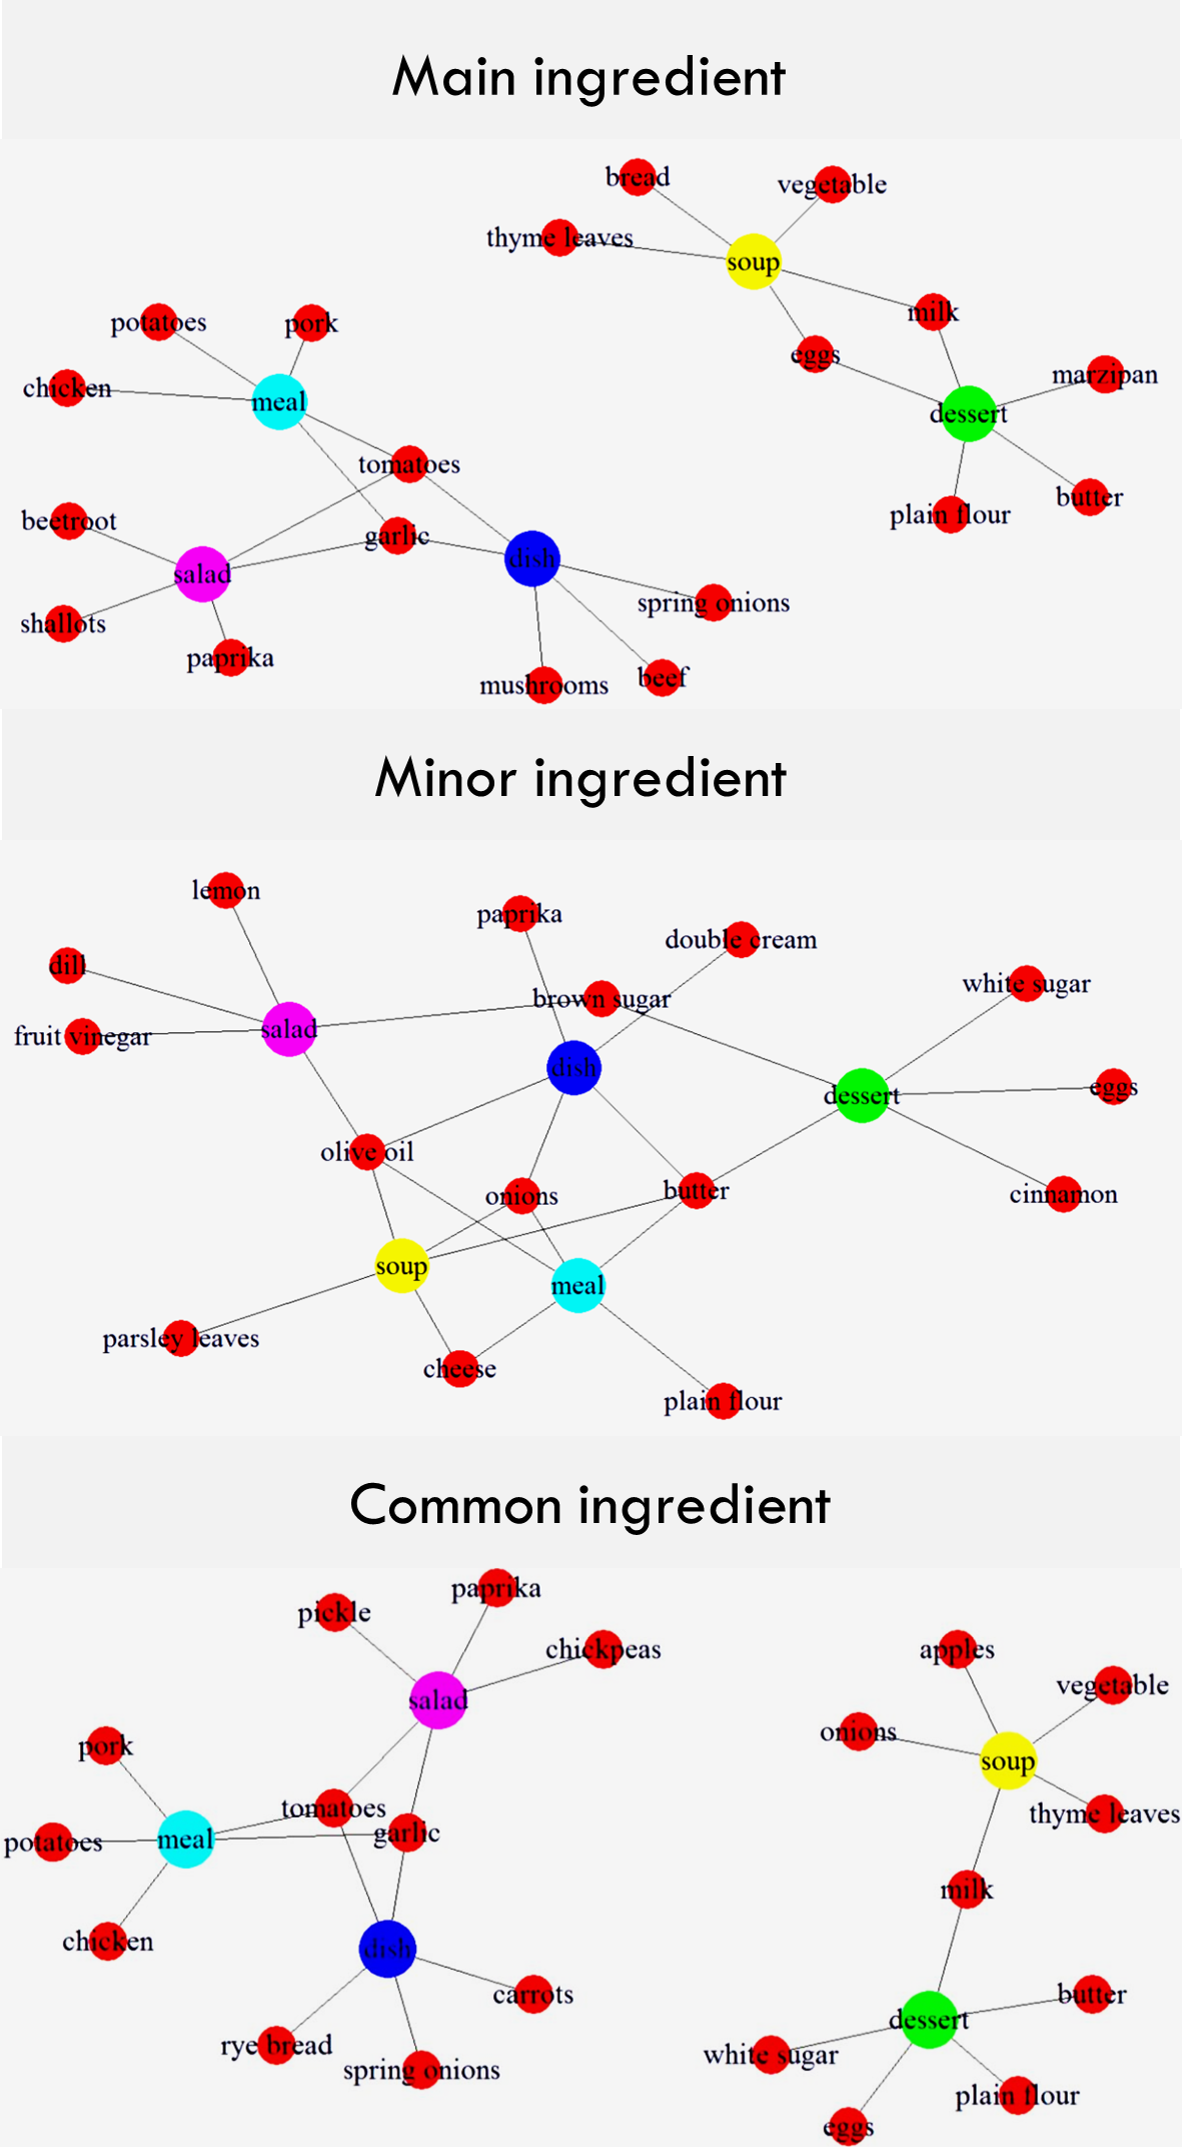 Main ingredient
bread
vegetable
thyme leaves
soup
milk
potatoes
pork
eggs
marzipan
chicken
meal
dessert
tomatoes
butter
beetroot
plain flour
garlic
dish
salad
spring onions
shallots
paprika
beef
mushrooms
Minor ingredient
lemon
paprika
double cream
dill
white sugar
brown sugar
fruit vinegar
salad
dish
eggs
dessert
olive oil
butter
onions
cinnamon
soup
meal
parsley leaves
cheese
plain flour
Common ingredient
paprika
pickle
chickpeas
apples
vegetable
salad
onions
pork
soup
tomatoes
thyme leaves
garlic
potatoes
meal
milk
chicken
dish
carrots
butter
dessert
rye bread
white sugar
spring onions
plain flour
eggs